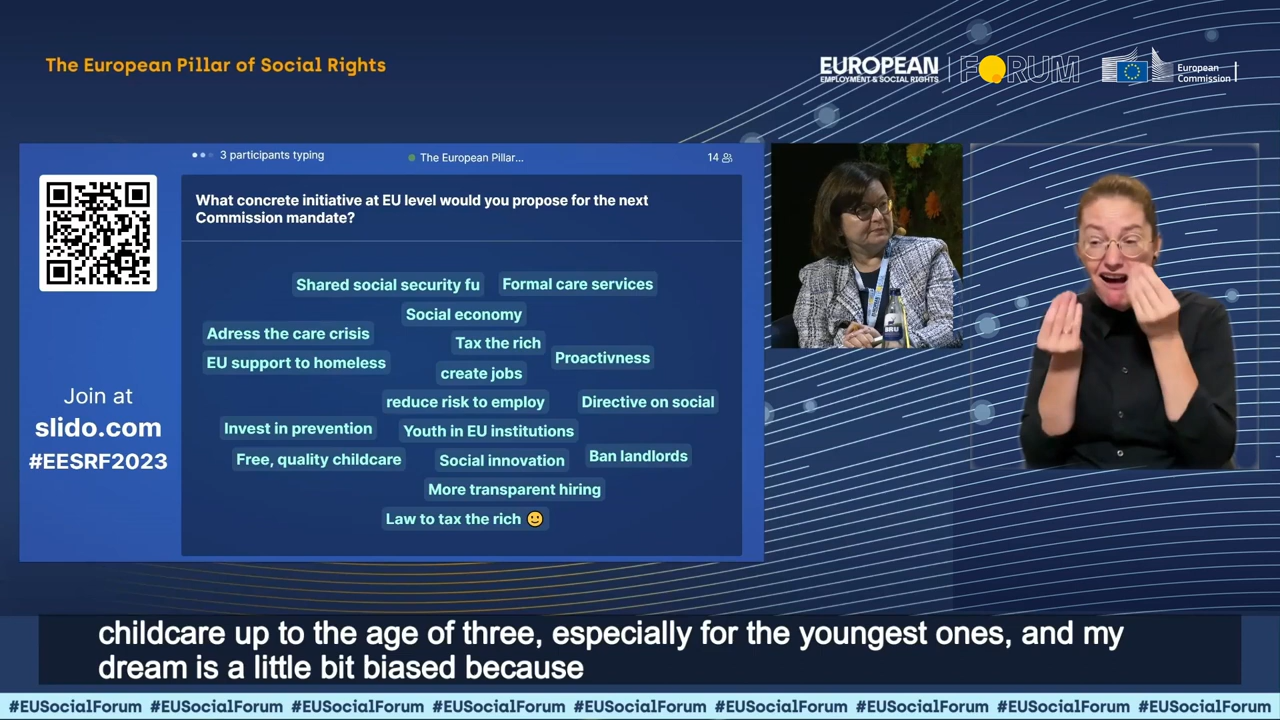 The European Pillar of Social Rights
EUROPEAN
EMPLOYMENT & SOCIAL RIGHTS
FORUM
European
Commission
3 participants typing
The European Pillar...
14
What concrete initiative at EU level would you propose for the next
Commission mandate?
Shared social security fu
Formal care services
Social economy
Adress the care crisis
Tax the rich
Proactivness
EU support to homeless
create jobs
reduce risk to employ
Directive on social
Invest in prevention
Youth in EU institutions
Free, quality childcare
Social innovation
Ban landlords
More transparent hiring
Law to tax the rich 🙂
Join at
slido.com
#EESRF2023
BRU
childcare up to the age of three, especially for the youngest ones, and my
dream is a little bit biased because
#EUSocialForum #EUSocialForum #EUSocialForum #EUSocialForum #EUSocialForum #EUSocialForum #EUSocialForum #EUSocialForum #EUSocialForum